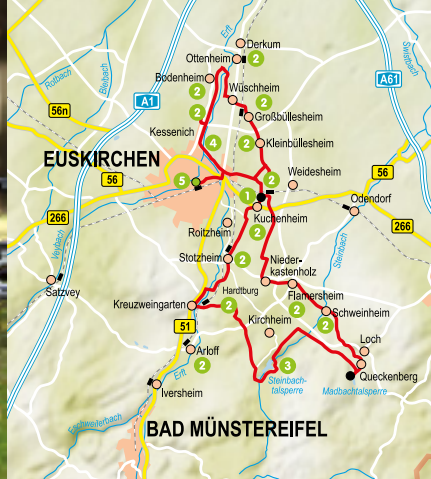 Derkum
Erft
Ottenheim
2
Swistbach
Rotbach
Bleibach
Bodenheim
A61
2
Wüschheim
A1
2
2
Großbüllesheim
56n
Kessenich
4
2
Kleinbüllesheim
EUSKIRCHEN
56
5
2
Weidesheim
1
56
Odendorf
Kuchenheim
266
Roitzheim
2
266
Veybach
Stotzheim
2
Steinbach
Satzvey
Nieder-
kastenholz
Hardtburg
Flamersheim
Kreuzweingarten
2
2
Schweinheim
51
Kirchheim
2
Loch
Arloff
2
3
Queckenberg
Erft
Steinbach-
talsperre
Madbachtalsperre
Iversheim
Eschweilerbach
BAD MÜNSTEREIFEL